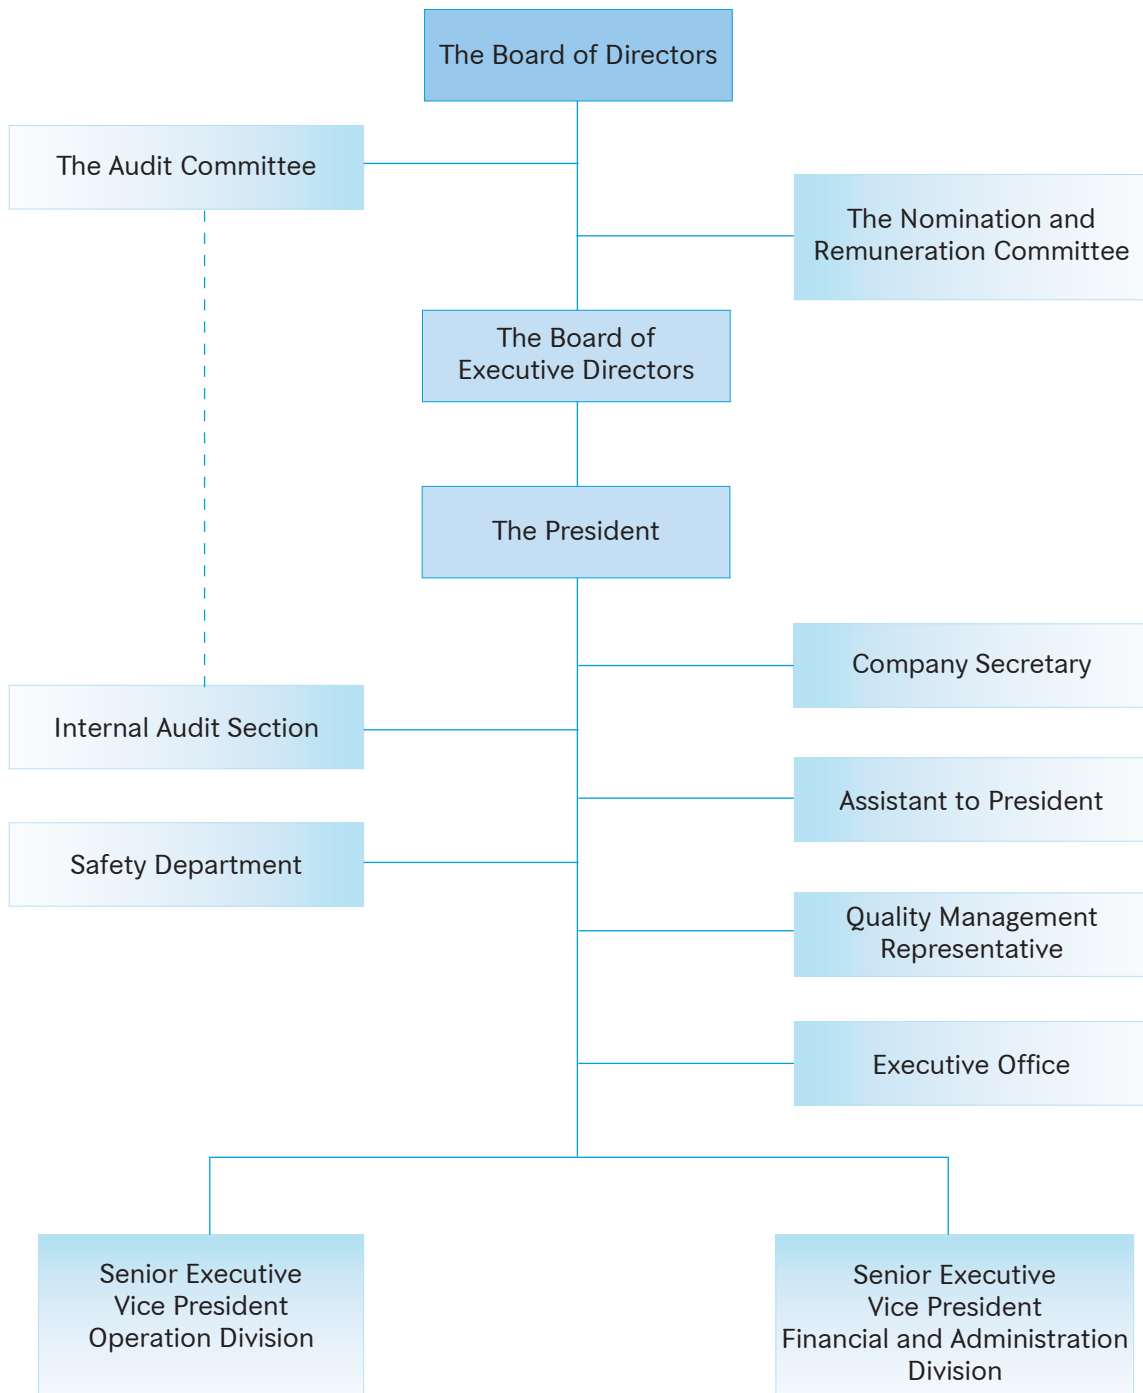 The Board of Directors
The Audit Committee
The Nomination and
Remuneration Committee
The Board of
Executive Directors
The President
Company Secretary
Internal Audit Section
Assistant to President
Safety Department
Quality Management
Representative
Executive Office
Senior Executive
Vice President
Operation Division
Senior Executive
Vice President
Financial and Administration
Division